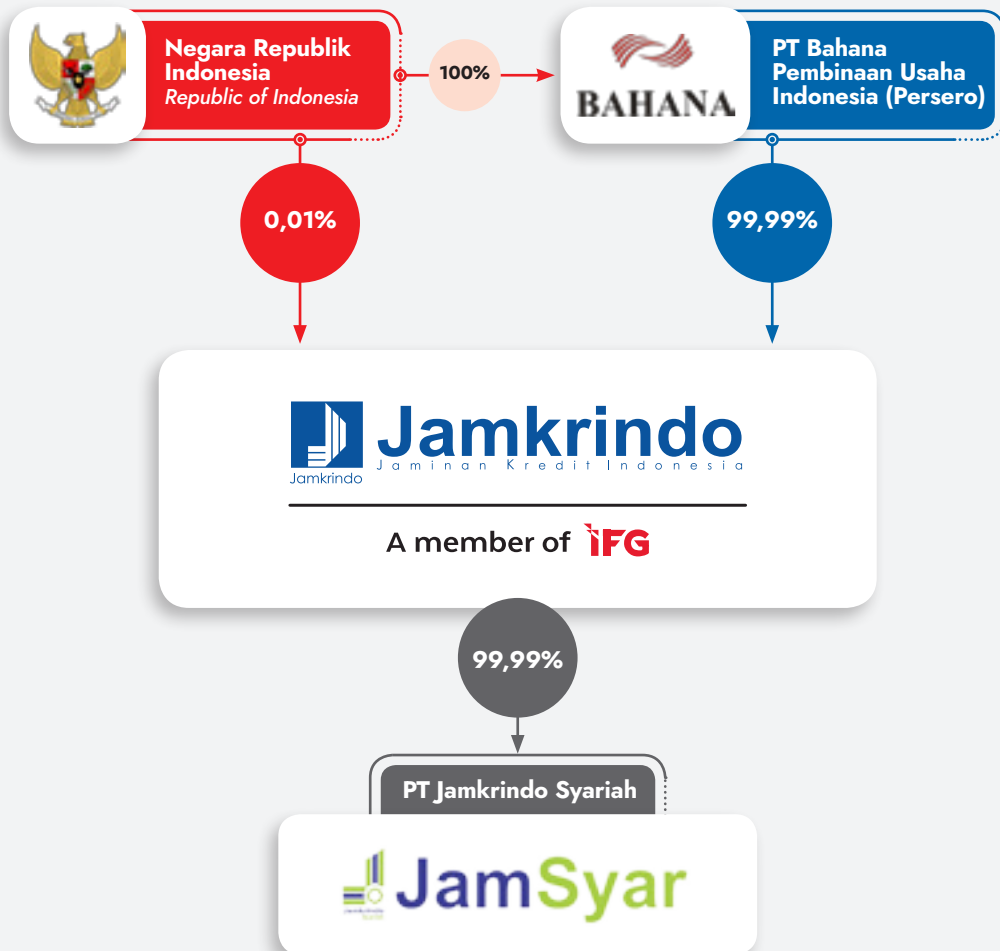 Negara Republik
Indonesia
Republic of Indonesia
100%
BAHANA
PT Bahana
Pembinaan Usaha
Indonesia (Persero)
0,01%
99,99%
Jamkrindo
Jaminan Kredit Indonesia
Jamkrindo
A member of IFG
99,99%
PT Jamkrindo Syariah
JamSyar